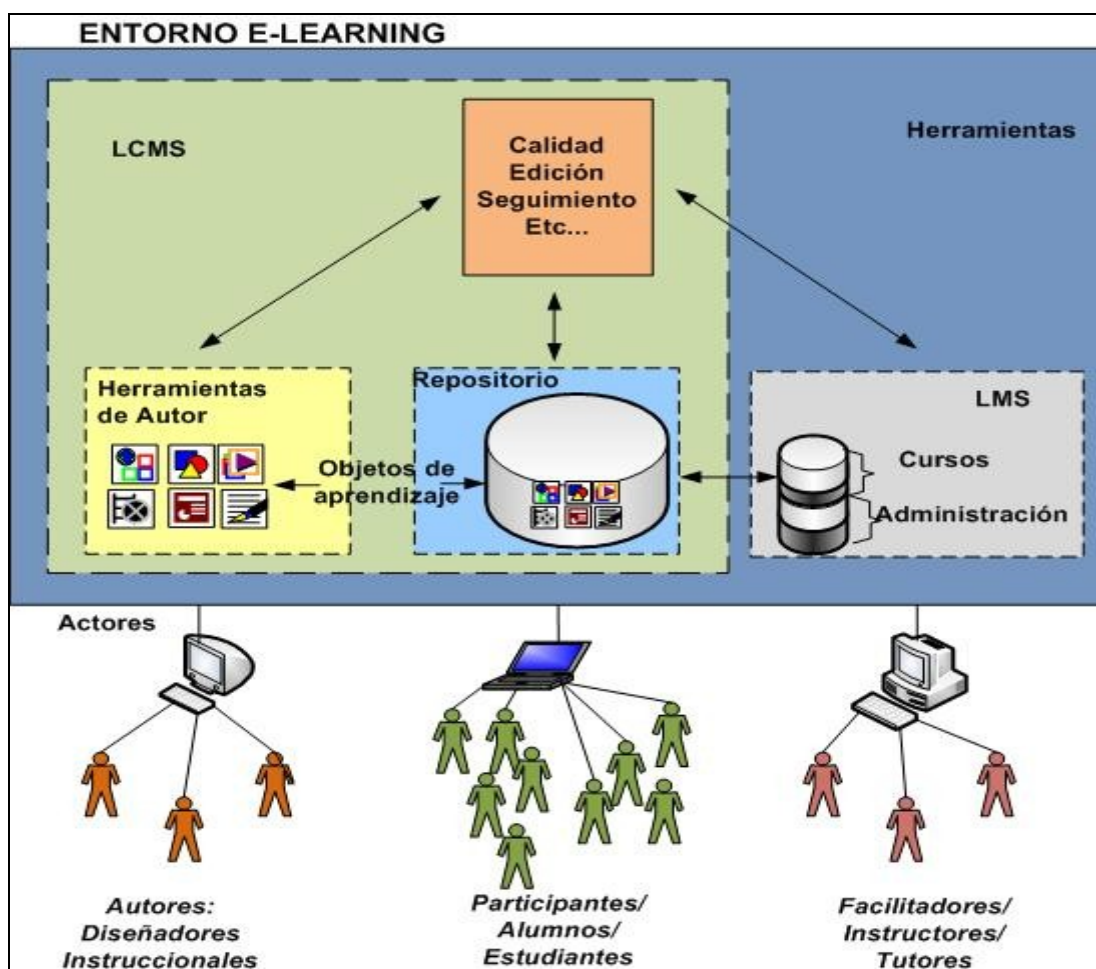 ENTORNO E-LEARNING
LCMS
Calidad
Edición
Seguimiento
Etc...
Herramientas
Herramientas
de Autor
Objetos de
aprendizaje
Repositorio
LMS
Cursos
Administración
Actores
Autores:
Diseñadores
Instruccionales
Participantes/
Alumnos/
Estudiantes
Facilitadores/
Instructores/
Tutores